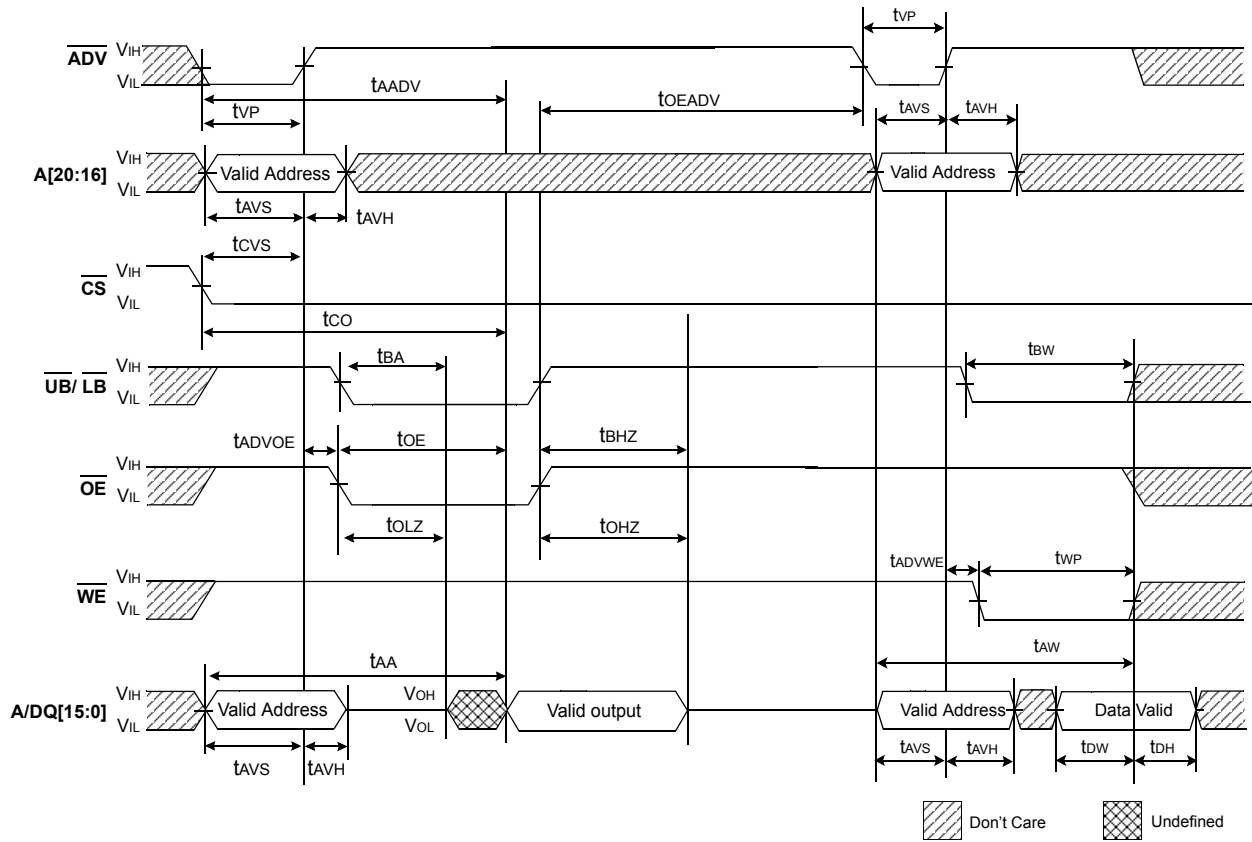 tVP
ADV VIH
VIL
tAADV
tVP
tOEADV
tAVS tAVH
A[20:16] VIH
VIL
Valid Address Valid Address
tAVS tAVH
tCVS
CS VIH
VIL
tCO
tBA tBW
UB/ LB VIH
VIL
tADVOE tOE tBHZ
OE VIH
VIL
tOLZ tOHZ
tADVWE tWP
WE VIH
VIL
tAA tAW
A/DQ[15:0] VIH
VIL
Valid Address VOH
VOL
Valid output Valid Address Data Valid
tAVS tAVH tAVS tAVH tDW tDH
Don't Care Undefined